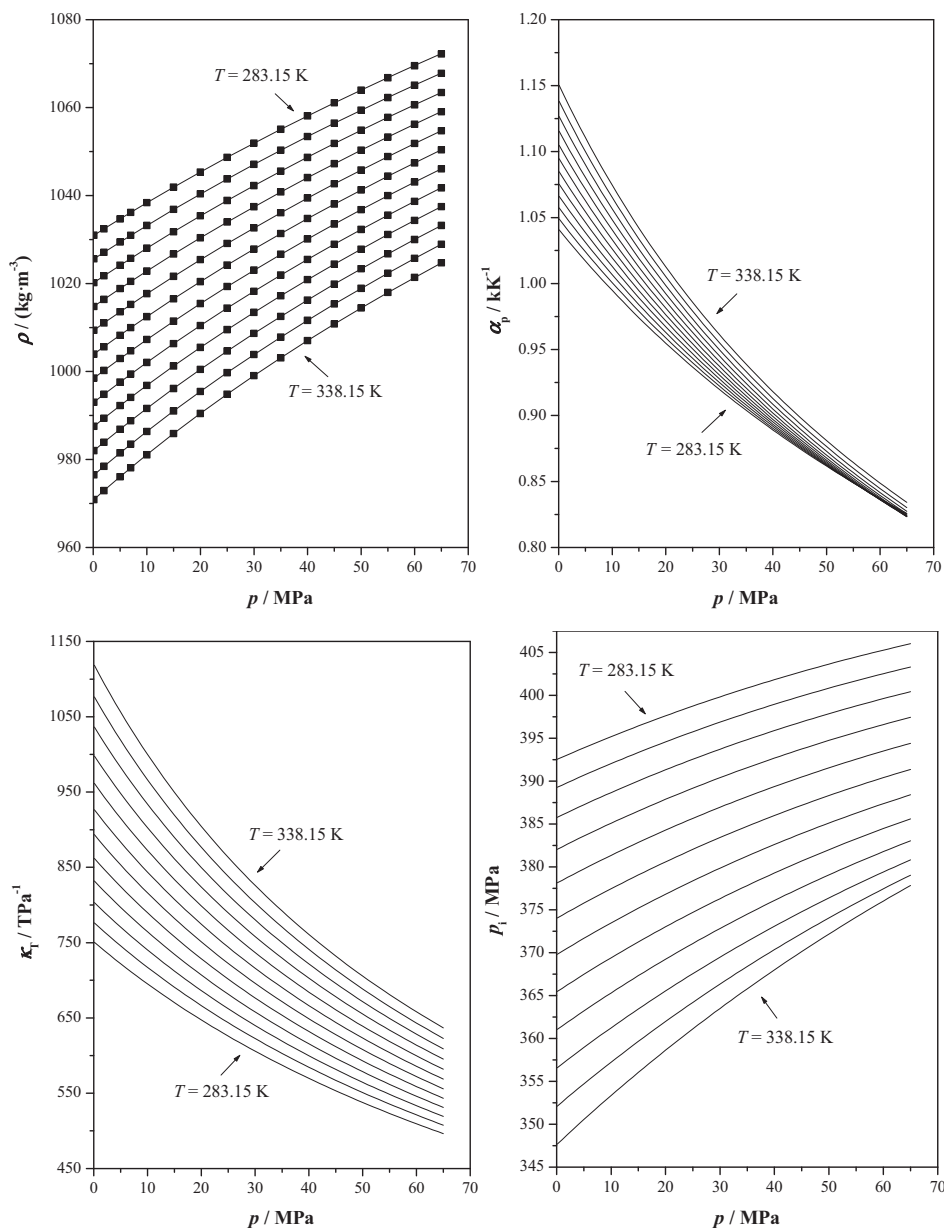 1080
1060
1040
1020
1000
980
960
ρ / (kg·m⁻³)
T = 283.15 K
T = 338.15 K
0 10 20 30 40 50 60 70
p / MPa
1.15
1.10
1.05
1.00
0.95
0.90
0.85
0.80
αp / kK⁻¹
T = 338.15 K
T = 283.15 K
0 10 20 30 40 50 60 70
p / MPa
1150
1050
950
850
750
650
550
450
κT / TPa⁻¹
T = 338.15 K
T = 283.15 K
0 10 20 30 40 50 60 70
p / MPa
405
400
395
390
385
380
375
370
365
360
355
350
345
pi / MPa
T = 283.15 K
T = 338.15 K
0 10 20 30 40 50 60 70
p / MPa